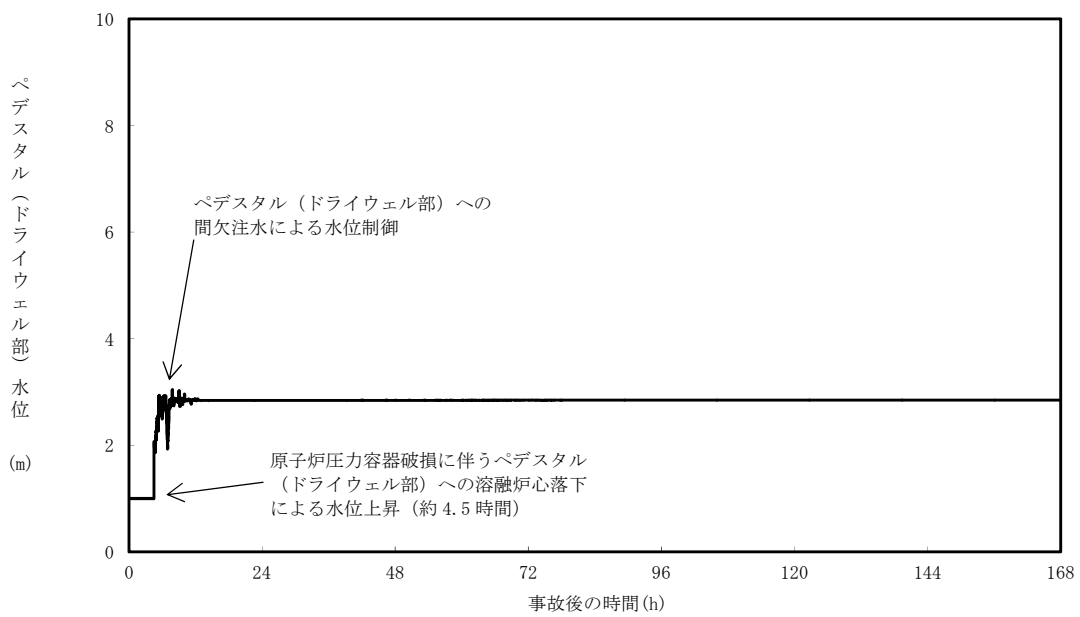 10
8
6
4
2
0
ペデスタル（ドライウェル部）水位 (m)
ペデスタル（ドライウェル部）への
間欠注水による水位制御
原子炉圧力容器破損に伴うペデスタル
（ドライウェル部）への溶融炉心落下
による水位上昇（約 4.5 時間）
0 24 48 72 96 120 144 168
事故後の時間(h)